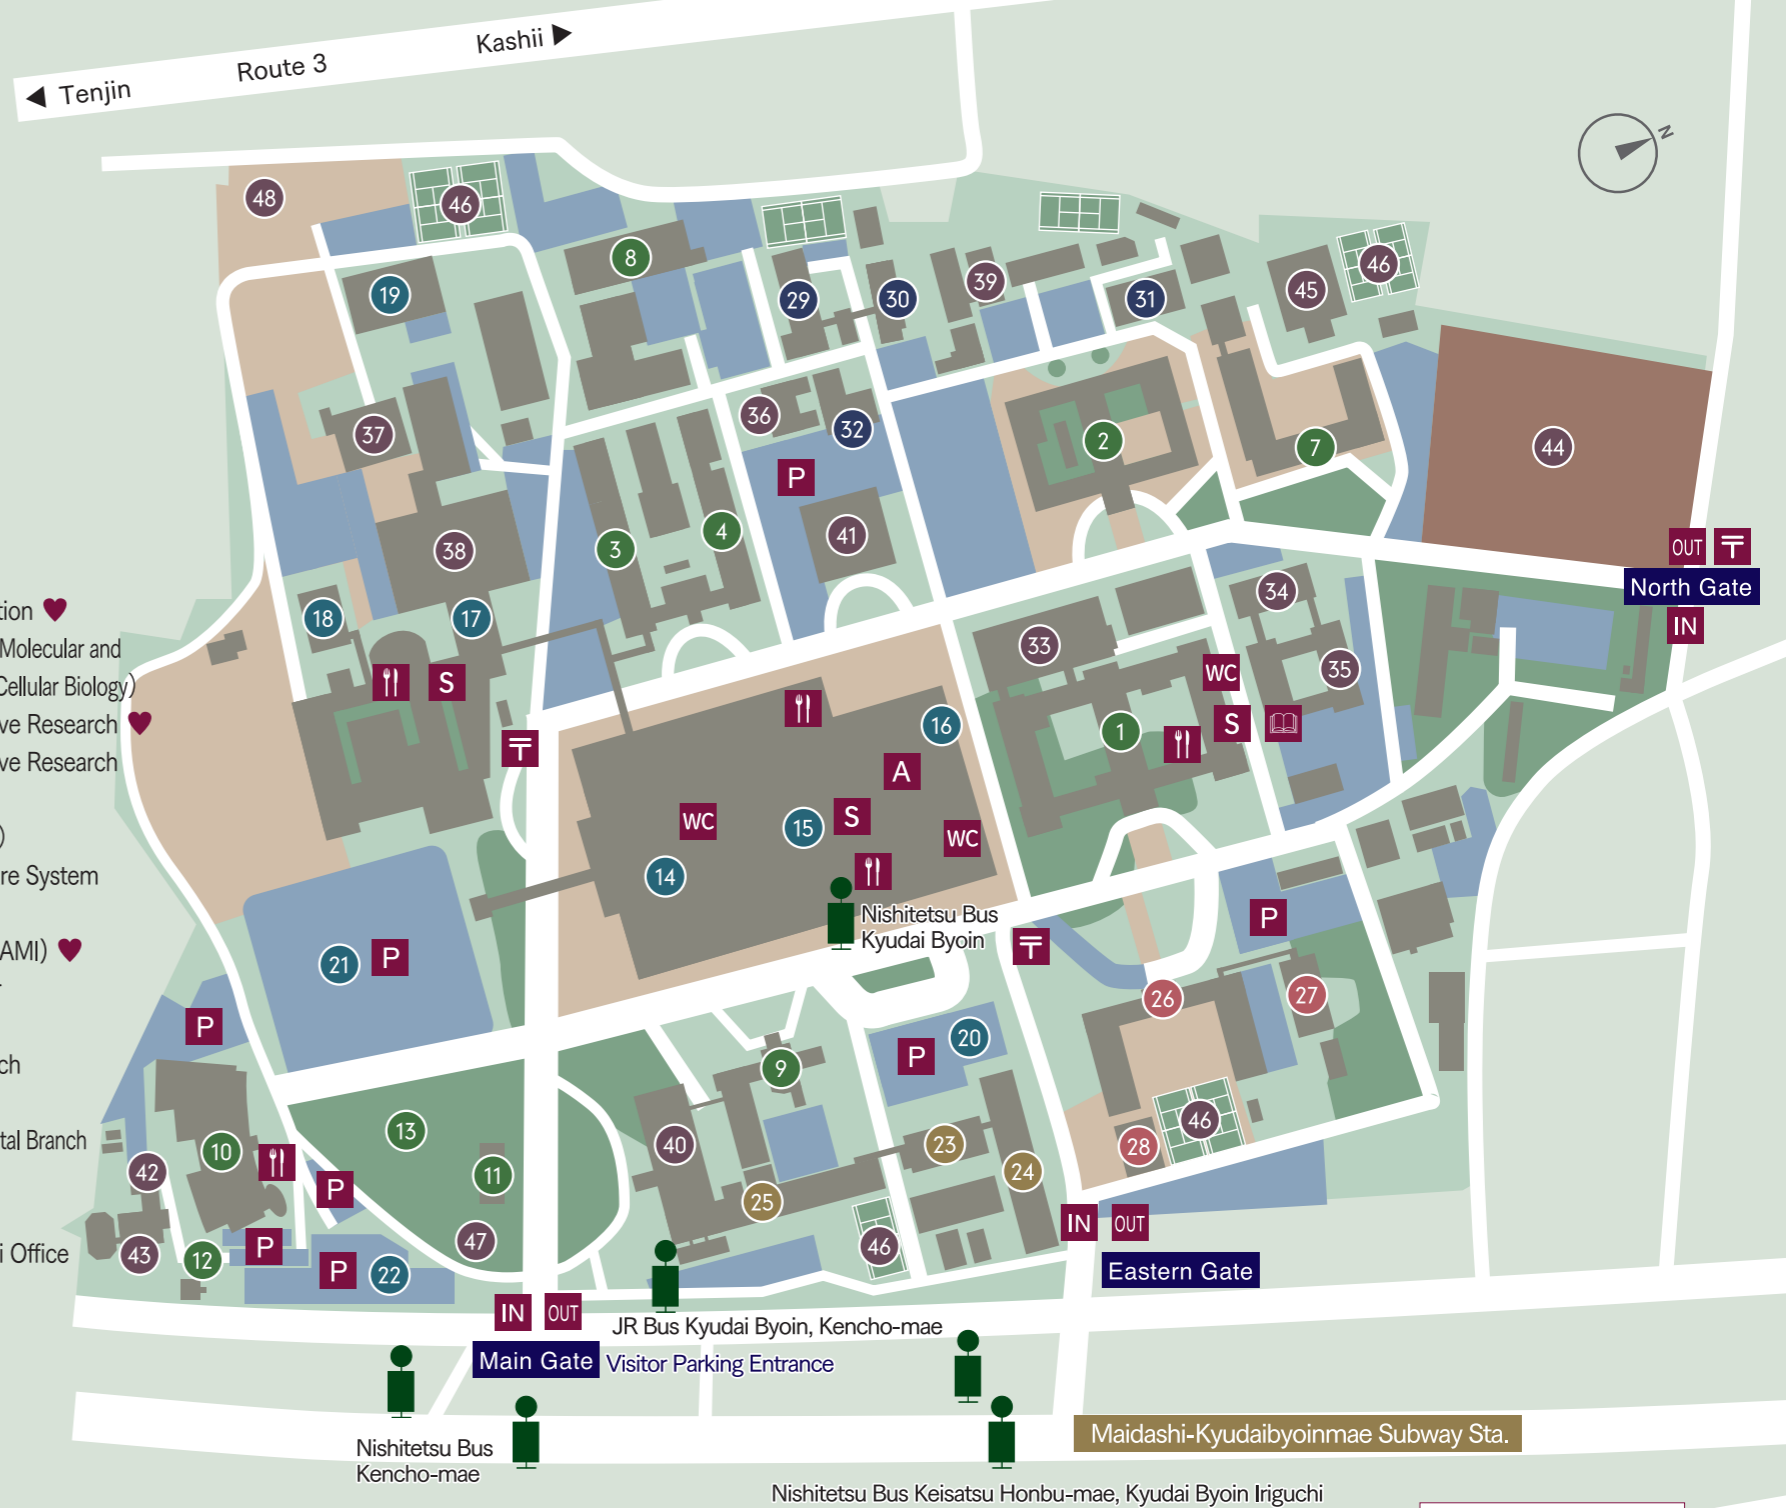 Kashii ▶
Route 3
◀ Tenjin
N
48
46
8
19
29
30
39
31
45
46
37
36
32
2
7
44
P
38
3
4
41
OUT 〒
North Gate
IN
tion ♥
18
17
34
Molecular and
33
35
Cellular Biology)
S
WC
ve Research ♥
16
1
S
〒
ve Research
A
)
WC
15
S
WC
re System
14
Nishitetsu Bus
Kyudai Byoin
P
AMI) ♥
21
P
〒
26
27
P
20
P
ch
9
13
46
tal Branch
10
40
23
28
42
11
24
P
25
i Office
43
12
P
47
46
P
22
IN OUT
Eastern Gate
IN OUT
JR Bus Kyudai Byoin, Kencho-mae
Main Gate Visitor Parking Entrance
Maidashi-Kyudaibyoinmae Subway Sta.
Nishitetsu Bus
Kencho-mae
Nishitetsu Bus Keisatsu Honbu-mae, Kyudai Byoin Iriguchi